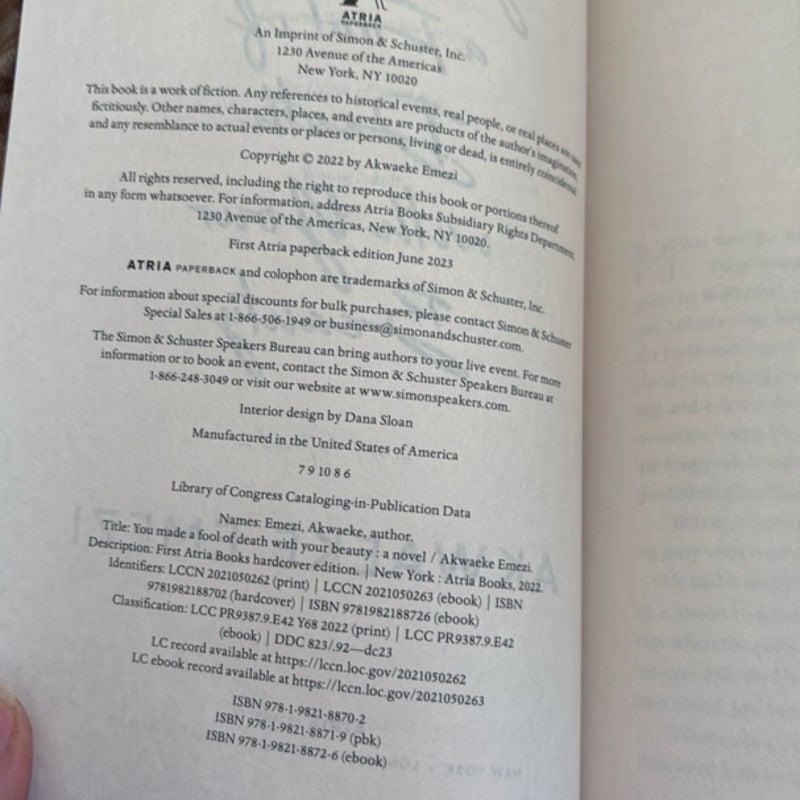 ATRIA
PAPERBACK
An Imprint of Simon & Schuster, Inc.
1230 Avenue of the Americas
New York, NY 10020
This book is a work of fiction. Any references to historical events, real people, or real places are used
fictitiously. Other names, characters, places, and events are products of the author's imagination,
and any resemblance to actual events or places or persons, living or dead, is entirely coincidental.
Copyright © 2022 by Akwaeke Emezi
All rights reserved, including the right to reproduce this book or portions thereof
in any form whatsoever. For information, address Atria Books Subsidiary Rights Department,
1230 Avenue of the Americas, New York, NY 10020.
First Atria paperback edition June 2023
ATRIA PAPERBACK and colophon are trademarks of Simon & Schuster, Inc.
For information about special discounts for bulk purchases, please contact Simon & Schuster
Special Sales at 1-866-506-1949 or business@simonandschuster.com.
The Simon & Schuster Speakers Bureau can bring authors to your live event. For more
information or to book an event, contact the Simon & Schuster Speakers Bureau at
1-866-248-3049 or visit our website at www.simonspeakers.com.
Interior design by Dana Sloan
Manufactured in the United States of America
7 9 10 8 6
Library of Congress Cataloging-in-Publication Data
Names: Emezi, Akwaeke, author.
Title: You made a fool of death with your beauty : a novel / Akwaeke Emezi.
Description: First Atria Books hardcover edition. | New York : Atria Books, 2022.
Identifiers: LCCN 2021050262 (print) | LCCN 2021050263 (ebook) | ISBN
9781982188702 (hardcover) | ISBN 9781982188726 (ebook)
Classification: LCC PR9387.9.E42 Y68 2022 (print) | LCC PR9387.9.E42
(ebook) | DDC 823/.92—dc23
LC record available at https://lccn.loc.gov/2021050262
LC ebook record available at https://lccn.loc.gov/2021050263
ISBN 978-1-9821-8870-2
ISBN 978-1-9821-8871-9 (pbk)
ISBN 978-1-9821-8872-6 (ebook)